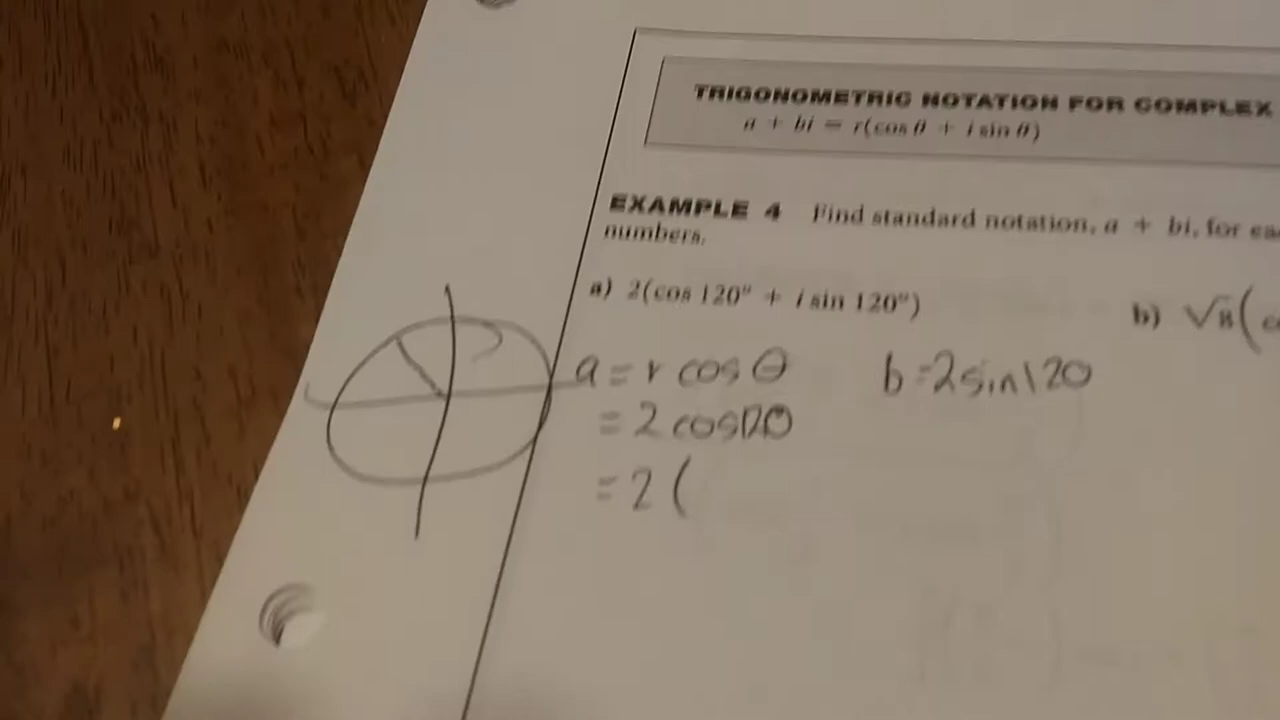 TRIGONOMETRIC NOTATION FOR COMPLEX
a + bi = r(cos θ + i sin θ)
EXAMPLE 4 Find standard notation, a + bi, for
numbers.
a) 2(cos 120° + i sin 120°)
b) √8(
a = r cos θ
b = 2 sin 120
= 2 cos 120
= 2 (